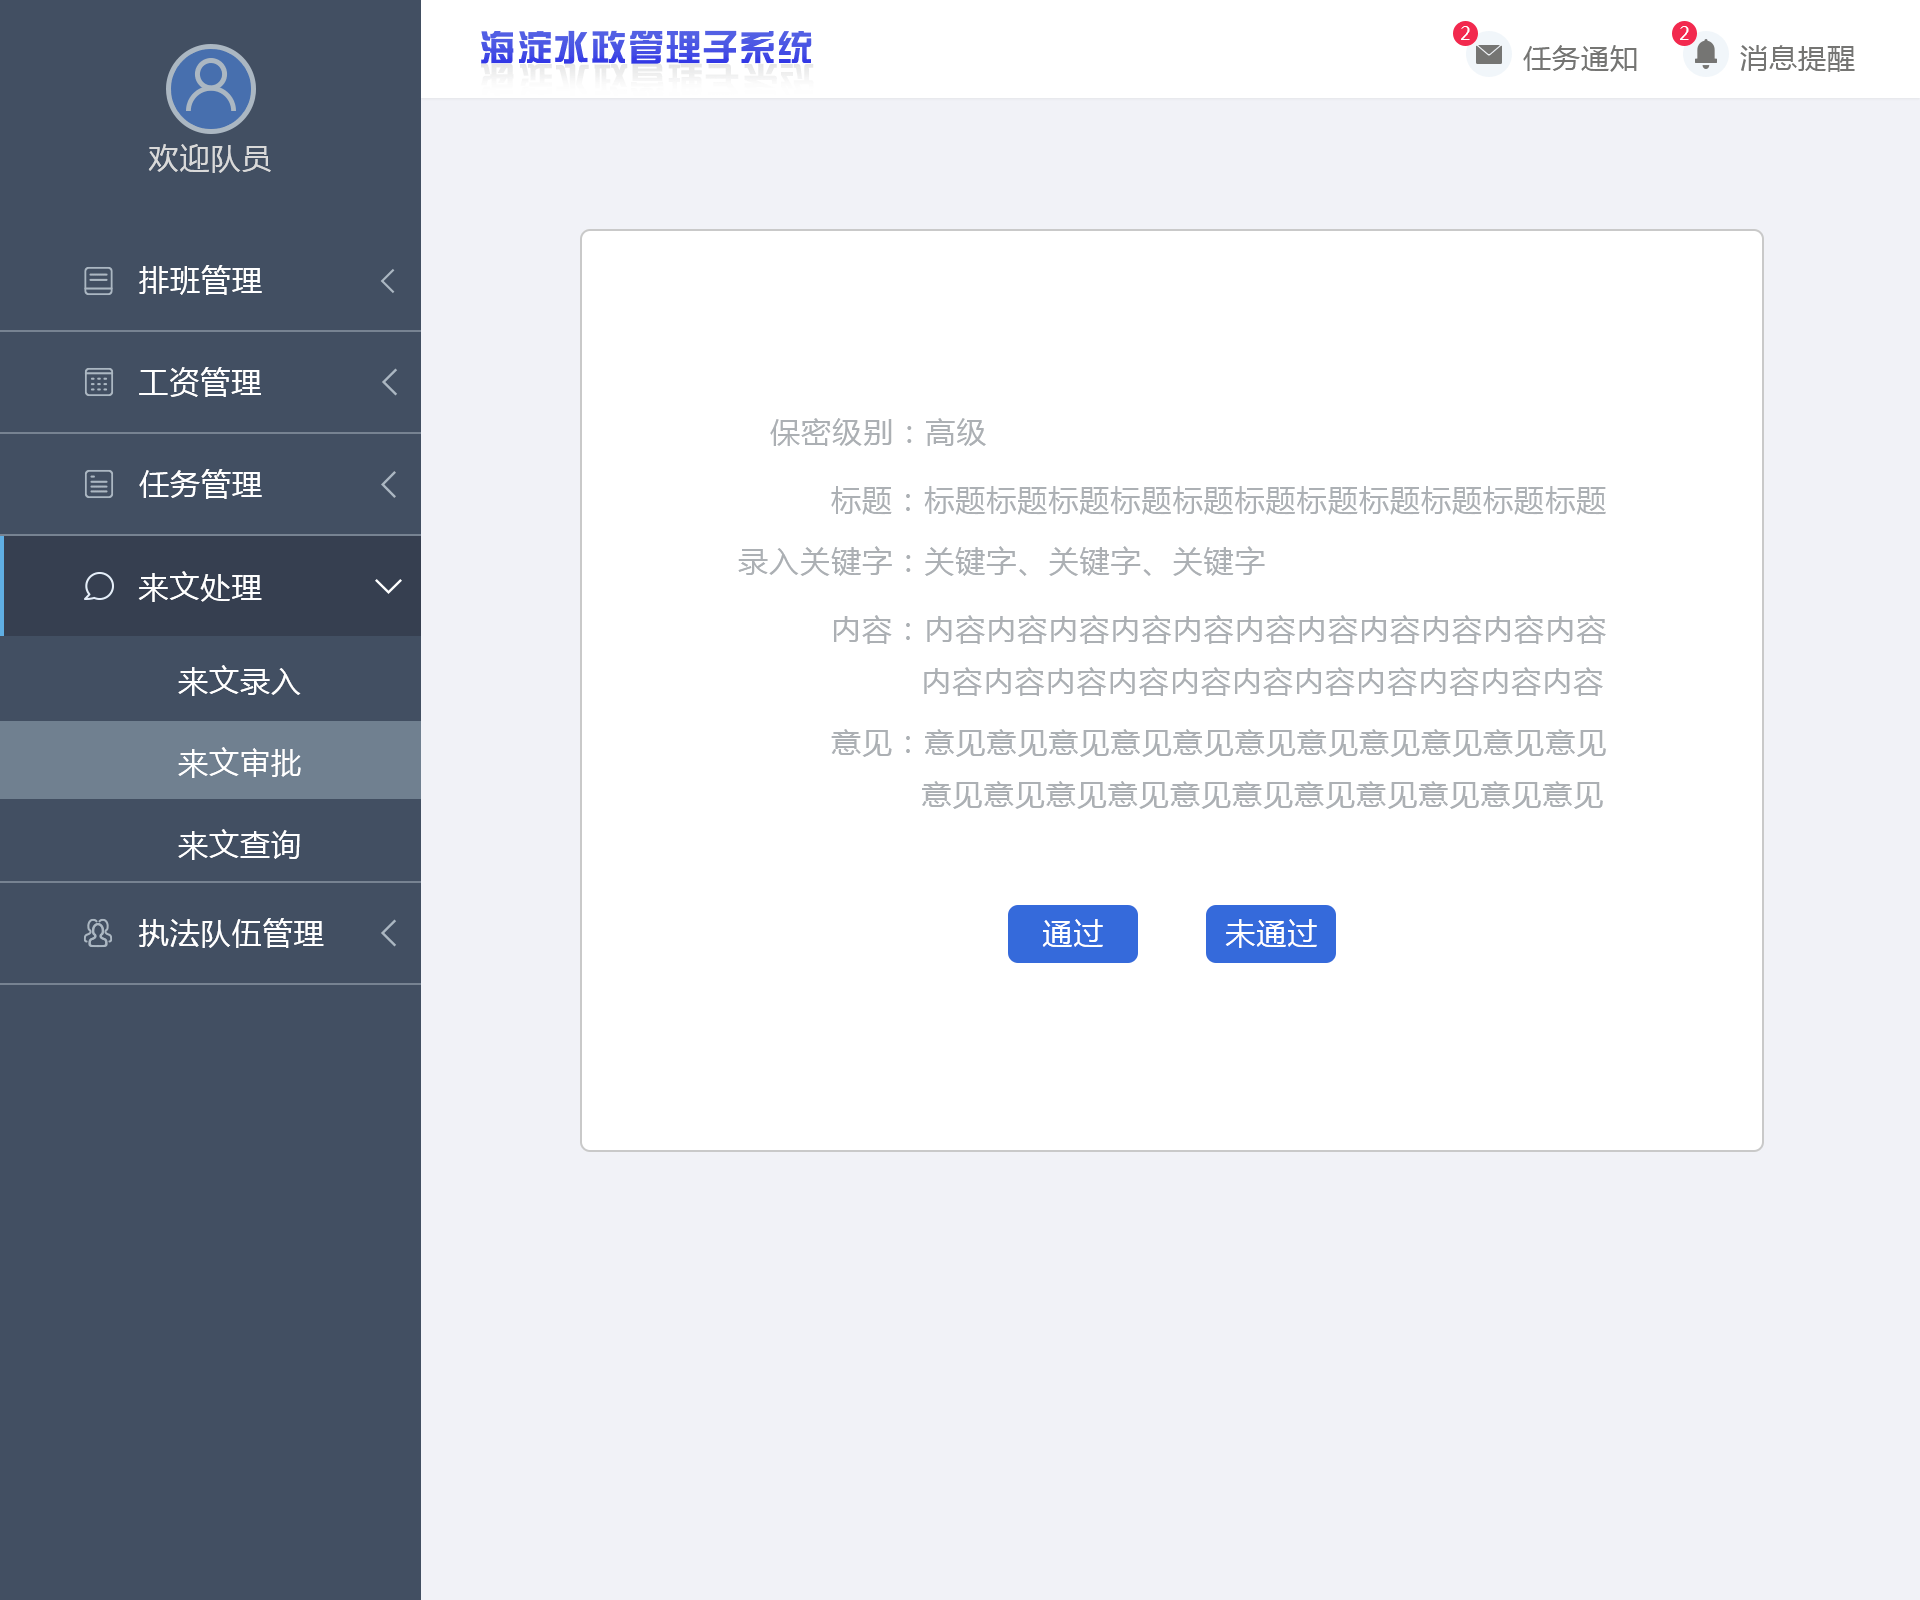 海淀水政管理子系统
2
任务通知
2
消息提醒
欢迎队员
排班管理
工资管理
任务管理
来文处理
来文录入
来文审批
来文查询
执法队伍管理
保密级别：高级
标题：标题标题标题标题标题标题标题标题标题标题标题
录入关键字：关键字、关键字、关键字
内容：内容内容内容内容内容内容内容内容内容内容内容
内容内容内容内容内容内容内容内容内容内容内容
意见：意见意见意见意见意见意见意见意见意见意见意见
意见意见意见意见意见意见意见意见意见意见意见
通过
未通过